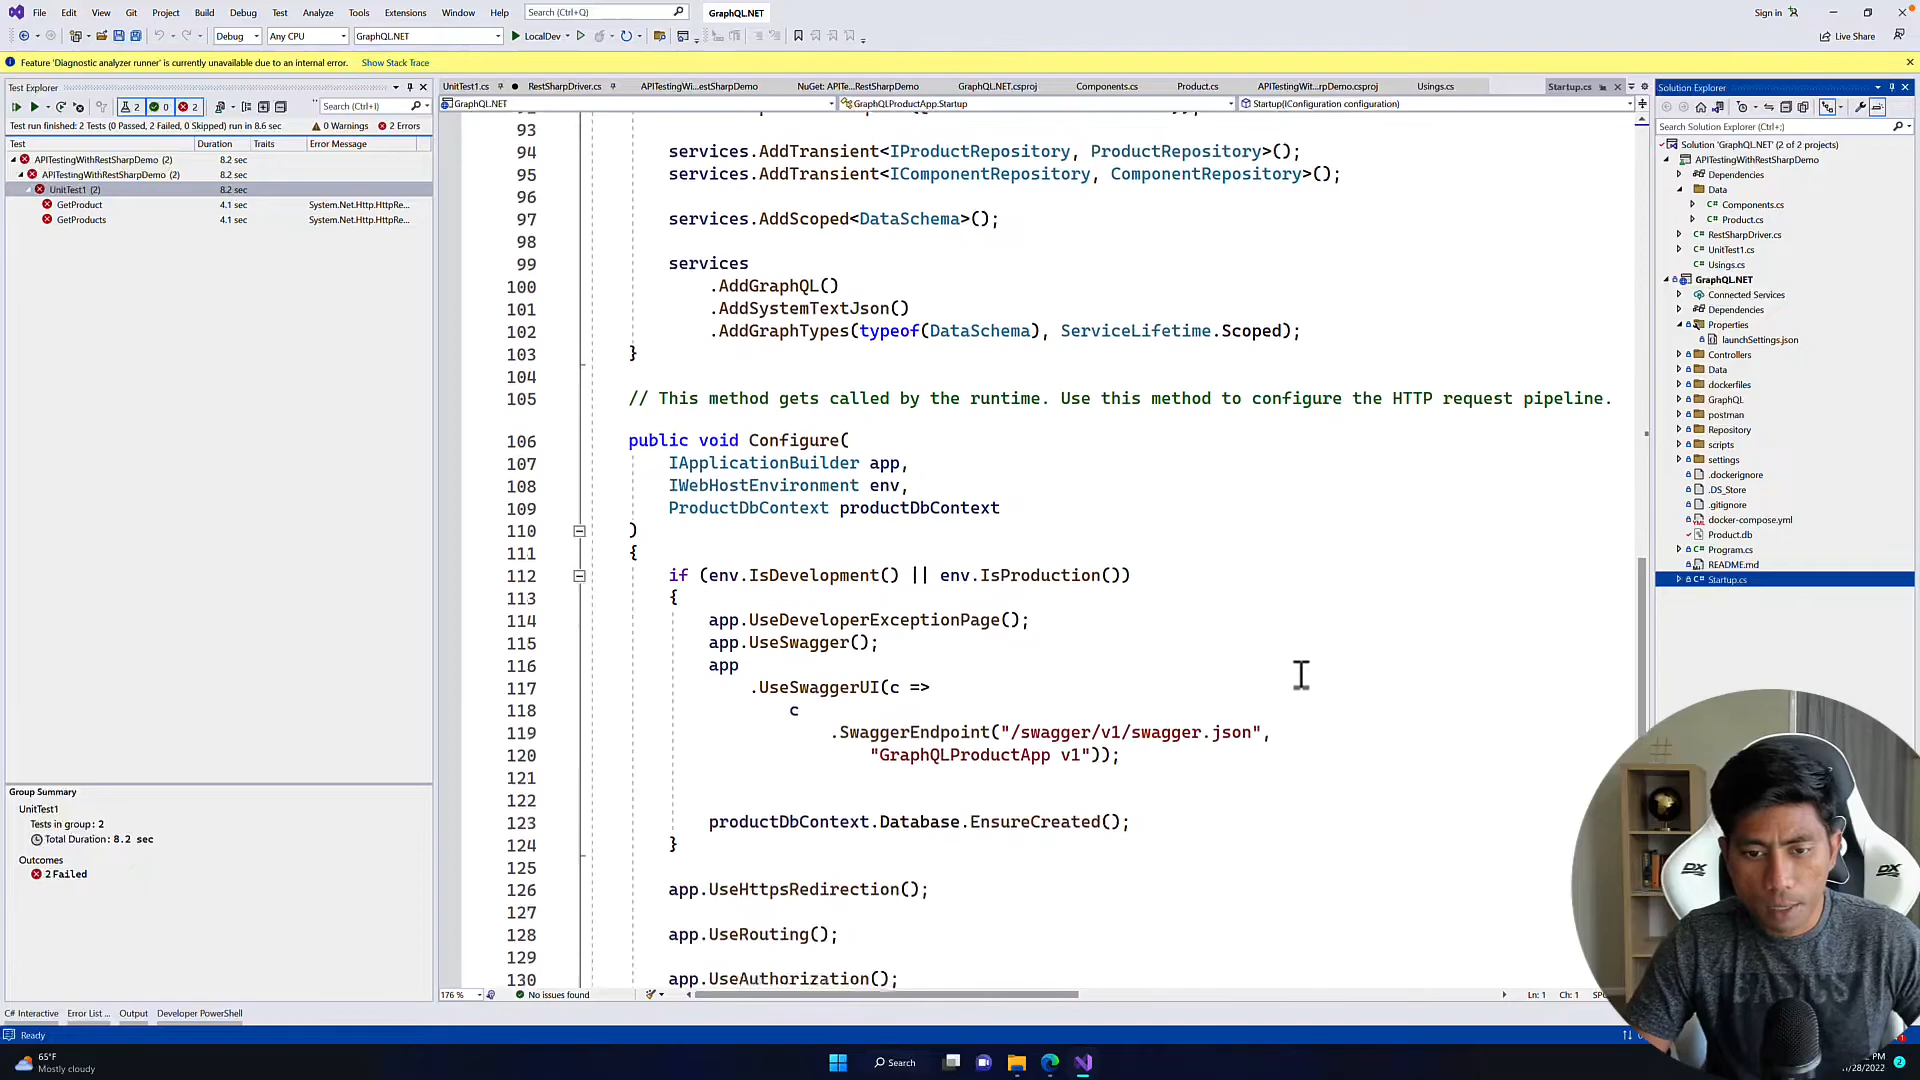 File Edit View Git Project Build Debug Test Analyze Tools Extensions Window Help Search (Ctrl+Q) GraphQL.NET Sign in
Debug Any CPU GraphQL.NET LocalDev Live Share
Feature 'Diagnostic analyzer runner' is currently unavailable due to an internal error. Show Stack Trace
Test Explorer
2 0 2 Search (Ctrl+I)
Test run finished: 2 Tests (0 Passed, 2 Failed, 0 Skipped) run in 8.6 sec 0 Warnings 2 Errors
Test Duration Traits Error Message
APITestingWithRestSharpDemo (2) 8.2 sec
APITestingWithRestSharpDemo (2) 8.2 sec
UnitTest1 (2) 8.2 sec
GetProduct 4.1 sec System.Net.Http.HttpRe...
GetProducts 4.1 sec System.Net.Http.HttpRe...
Group Summary
UnitTest1
Tests in group: 2
Total Duration: 8.2 sec
Outcomes
2 Failed
UnitTest1.cs RestSharpDriver.cs APITestingWi...estSharpDemo NuGet: APITe...RestSharpDemo GraphQL.NET.csproj Components.cs Product.cs APITestingWit...rpDemo.csproj Usings.cs Startup.cs
GraphQL.NET GraphQLProductApp.Startup Startup(IConfiguration configuration)
93
94 services.AddTransient<IProductRepository, ProductRepository>();
95 services.AddTransient<IComponentRepository, ComponentRepository>();
96
97 services.AddScoped<DataSchema>();
98
99 services
100 .AddGraphQL()
101 .AddSystemTextJson()
102 .AddGraphTypes(typeof(DataSchema), ServiceLifetime.Scoped);
103 }
104
105 // This method gets called by the runtime. Use this method to configure the HTTP request pipeline.
106 public void Configure(
107 IApplicationBuilder app,
108 IWebHostEnvironment env,
109 ProductDbContext productDbContext
110 )
111 {
112 if (env.IsDevelopment() || env.IsProduction())
113 {
114 app.UseDeveloperExceptionPage();
115 app.UseSwagger();
116 app
117 .UseSwaggerUI(c =>
118 c
119 .SwaggerEndpoint("/swagger/v1/swagger.json",
120 "GraphQLProductApp v1"));
121
122
123 productDbContext.Database.EnsureCreated();
124 }
125
126 app.UseHttpsRedirection();
127
128 app.UseRouting();
129
130 app.UseAuthorization();
176 % No issues found Ln: 1 Ch: 1
Solution Explorer
Search Solution Explorer (Ctrl+;)
Solution 'GraphQL.NET' (2 of 2 projects)
APITestingWithRestSharpDemo
Dependencies
Data
Components.cs
Product.cs
RestSharpDriver.cs
UnitTest1.cs
Usings.cs
GraphQL.NET
Connected Services
Dependencies
Properties
launchSettings.json
Controllers
Data
dockerfiles
GraphQL
postman
Repository
scripts
settings
.dockerignore
.DS_Store
.gitignore
docker-compose.yml
Product.db
Program.cs
README.md
Startup.cs
DX DX
BASICS
C# Interactive Error List ... Output Developer PowerShell
Ready
65°F
Mostly cloudy
Search
2